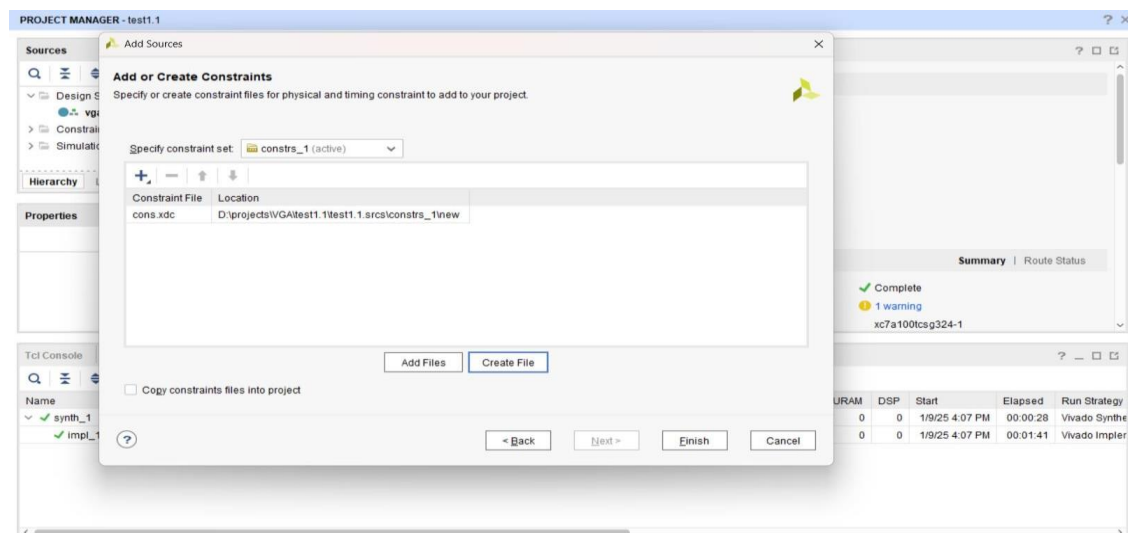 PROJECT MANAGER - test1.1
Sources
Design S
vga
Constrai
Simulatio
Hierarchy
Properties
Add Sources
Add or Create Constraints
Specify or create constraint files for physical and timing constraint to add to your project.
Specify constraint set: constrs_1 (active)
Constraint File Location
cons.xdc D:\projects\VGA\test1.1\test1.1.srcs\constrs_1\new
Add Files Create File
Copy constraints files into project
? < Back Next > Finish Cancel
Summary | Route Status
Complete
1 warning
xc7a100tcsg324-1
Tcl Console
Name URAM DSP Start Elapsed Run Strategy
synth_1 0 0 1/9/25 4:07 PM 00:00:28 Vivado Synthe
impl_1 0 0 1/9/25 4:07 PM 00:01:41 Vivado Impler